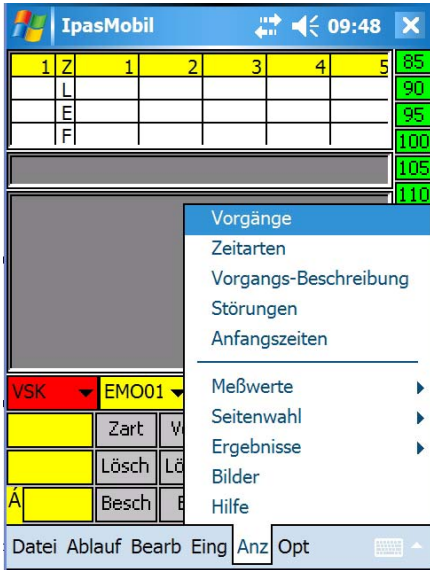 IpasMobil 09:48
1 Z 1 2 3 4 5 85
L 90
E 95
F 100
105
110
Vorgänge
Zeitarten
Vorgangs-Beschreibung
Störungen
Anfangszeiten
Meßwerte
Seitenwahl
Ergebnisse
Bilder
Hilfe
VSK EMO01
Zart
Lösch Lö
Á Besch
Datei Ablauf Bearb Eing Anz Opt